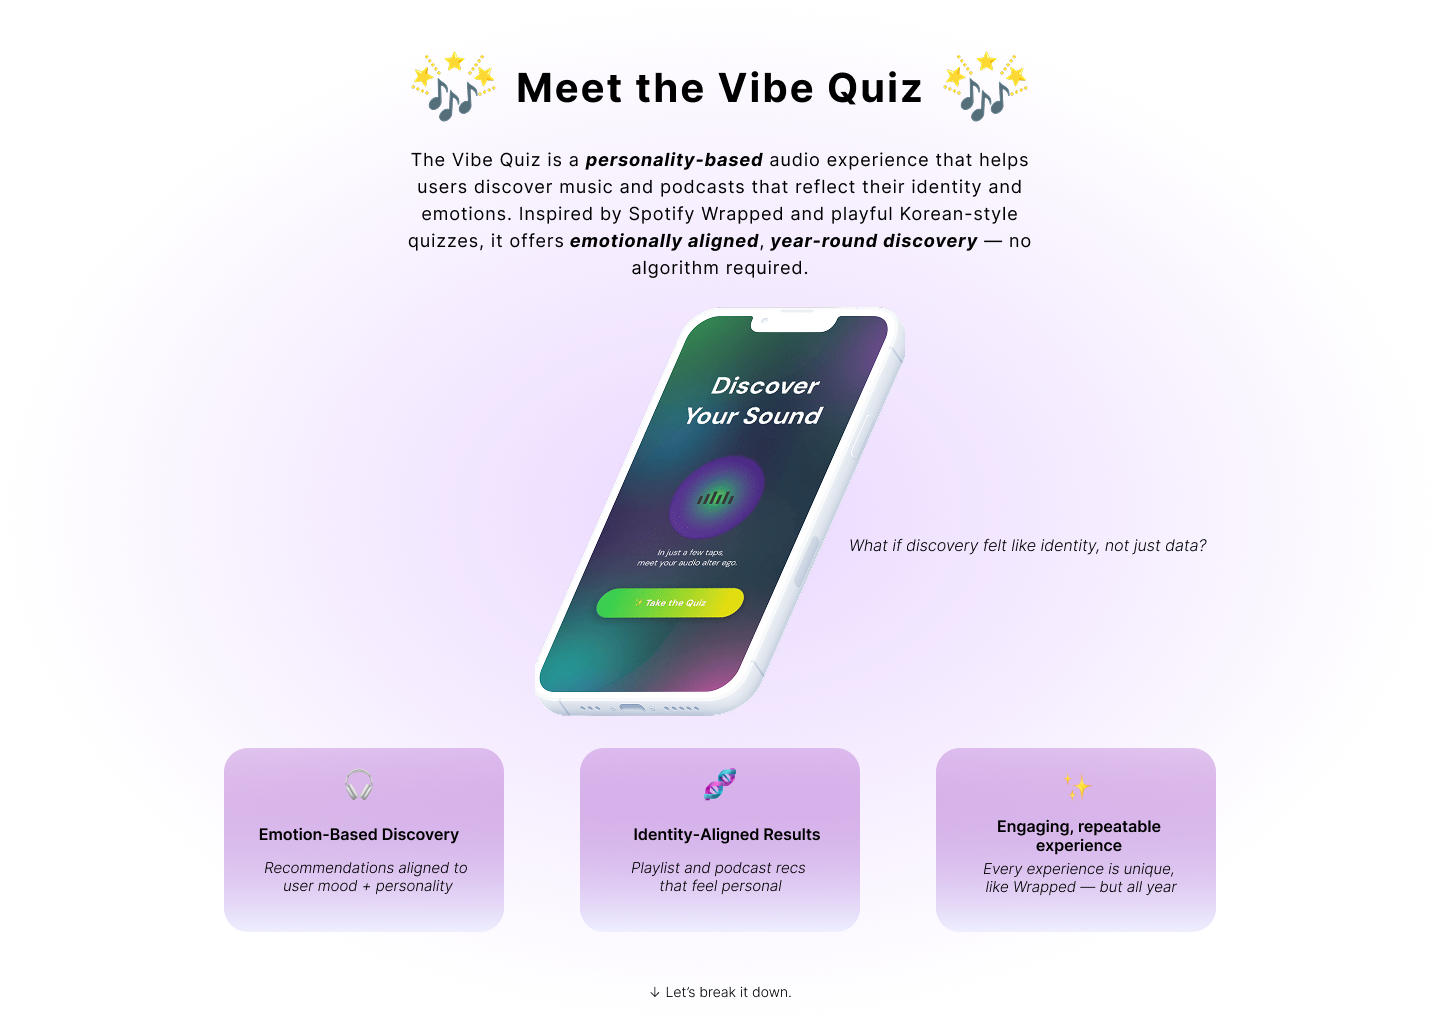 Meet the Vibe Quiz
The Vibe Quiz is a personality-based audio experience that helps
users discover music and podcasts that reflect their identity and
emotions. Inspired by Spotify Wrapped and playful Korean-style
quizzes, it offers emotionally aligned, year-round discovery — no
algorithm required.
Discover
Your Sound
In just a few taps,
meet your audio alter ego.
✨ Take the Quiz
What if discovery felt like identity, not just data?
Emotion-Based Discovery
Recommendations aligned to
user mood + personality
Identity-Aligned Results
Playlist and podcast recs
that feel personal
Engaging, repeatable
experience
Every experience is unique,
like Wrapped — but all year
↓ Let’s break it down.